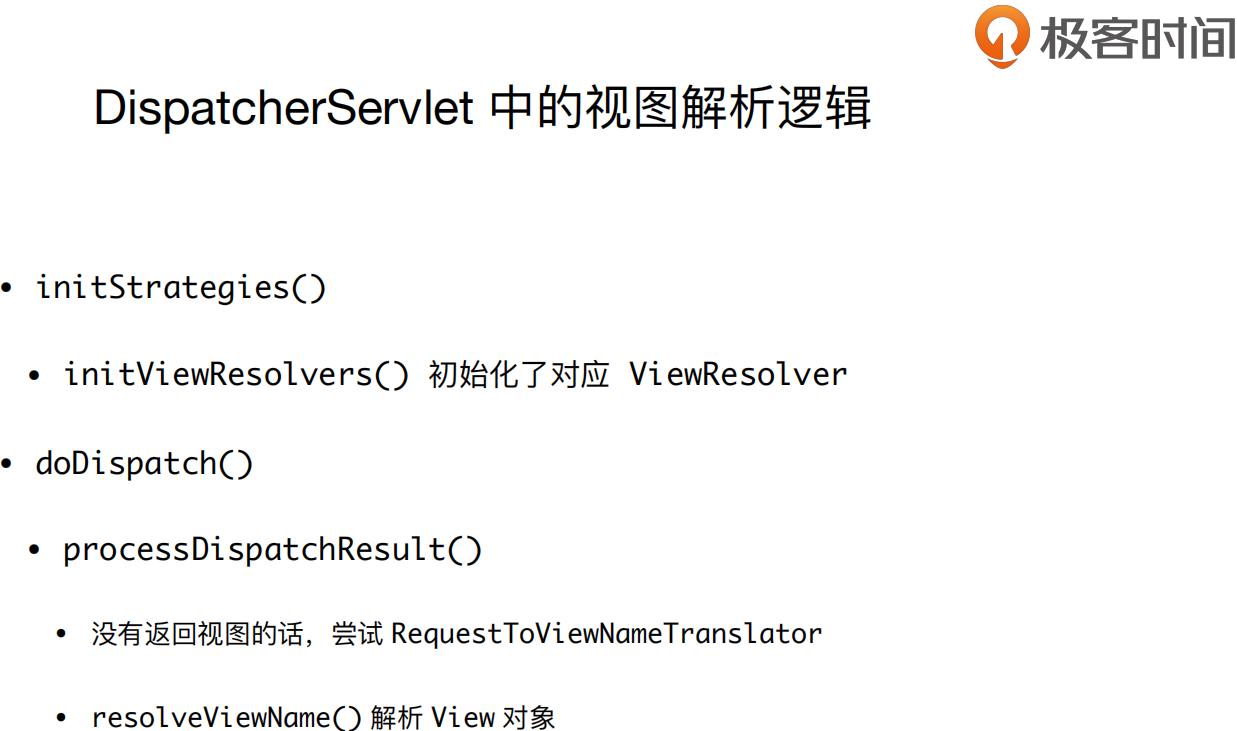 极客时间
DispatcherServlet 中的视图解析逻辑
• initStrategies()
• initViewResolvers() 初始化了对应 ViewResolver
• doDispatch()
• processDispatchResult()
• 没有返回视图的话，尝试 RequestToViewNameTranslator
• resolveViewName() 解析 View 对象